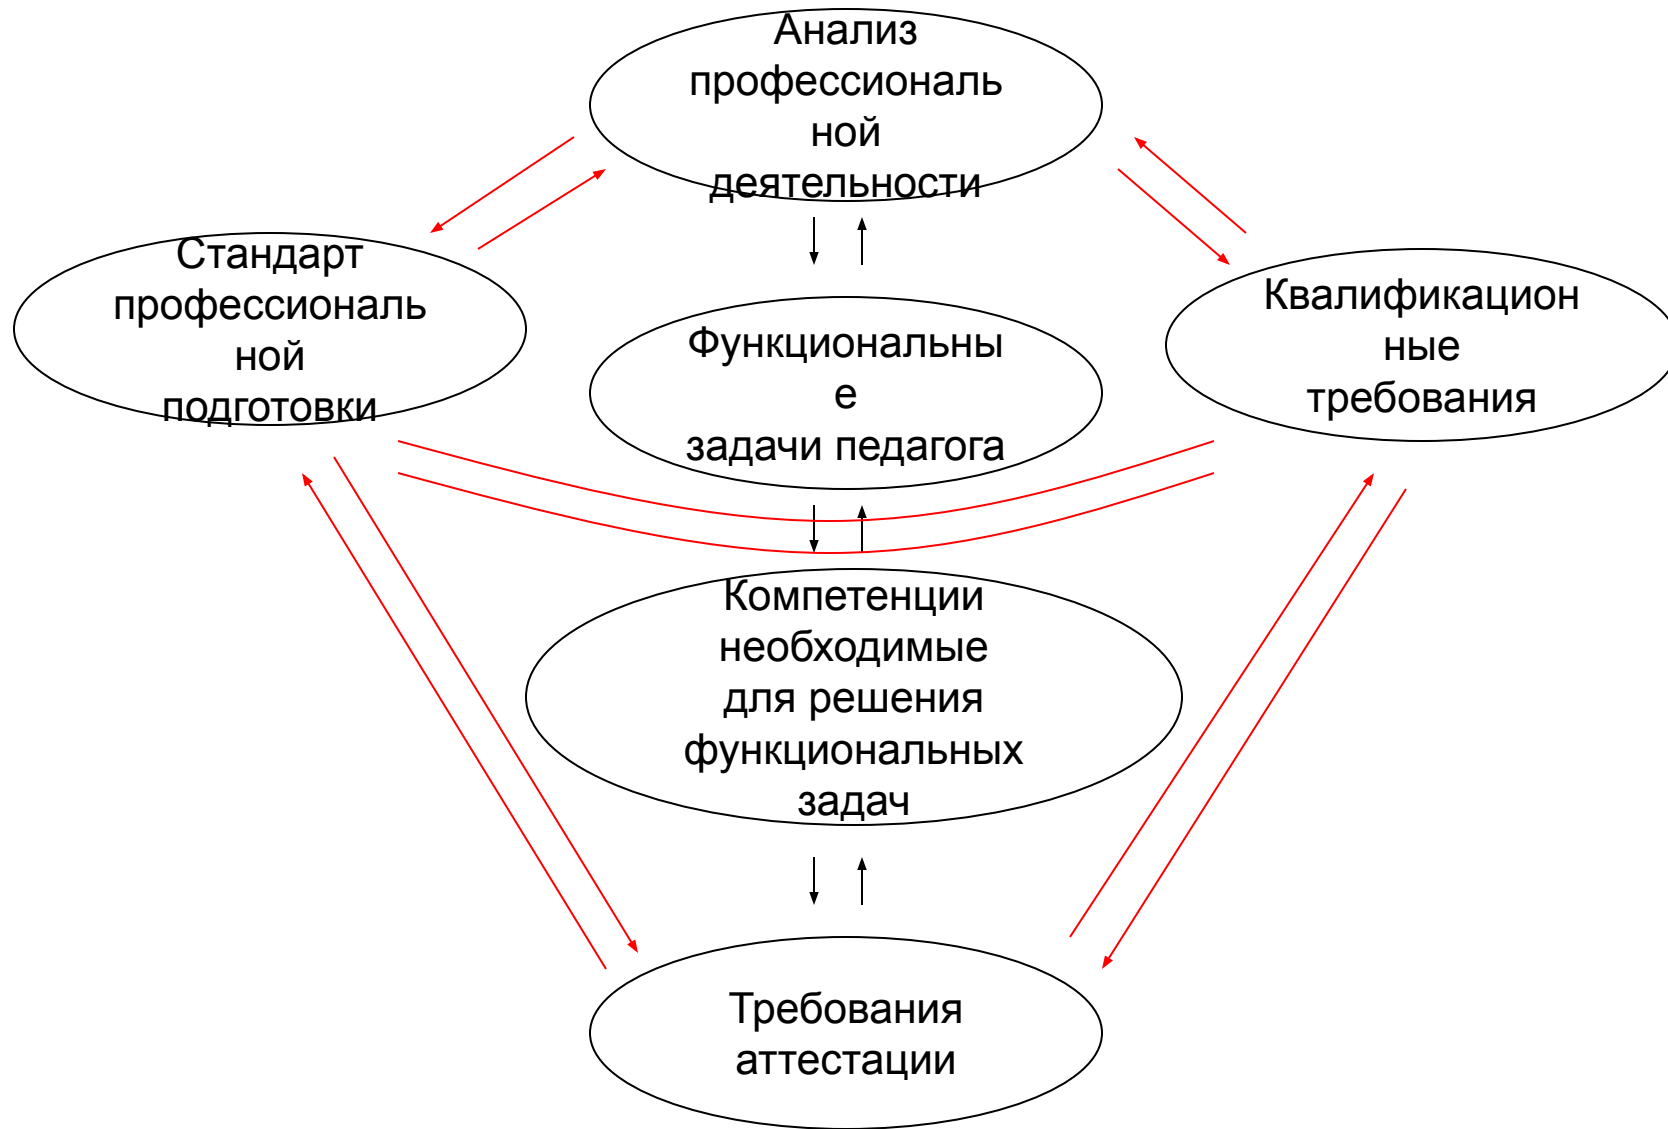 Анализ
профессиональ
ной
деятельности
Стандарт
профессиональ
ной
подготовки
Функциональны
е
задачи педагога
Квалификацион
ные
требования
Компетенции
необходимые
для решения
функциональных
задач
Требования
аттестации